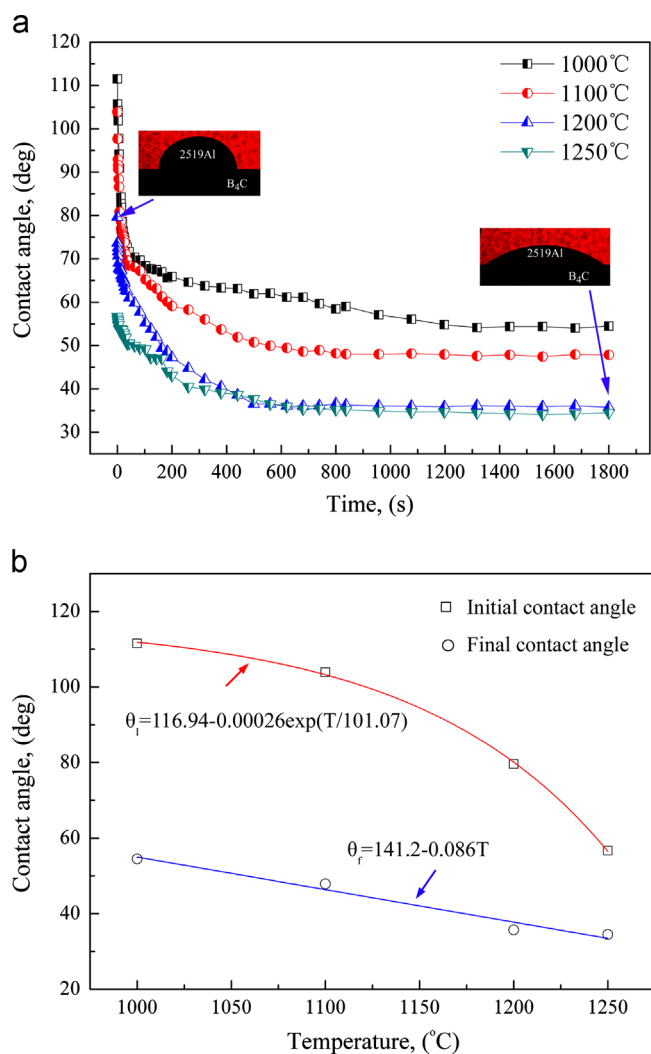 a
120
110
100
90
80
70
60
50
40
30
Contact angle, (deg)
1000℃
1100℃
1200℃
1250℃
2519Al
B₄C
2519Al
B₄C
0 200 400 600 800 1000 1200 1400 1600 1800
Time, (s)
b
120
100
80
60
40
20
Contact angle, (deg)
Initial contact angle
Final contact angle
θI=116.94-0.00026exp(T/101.07)
θf=141.2-0.086T
1000 1050 1100 1150 1200 1250
Temperature, (°C)